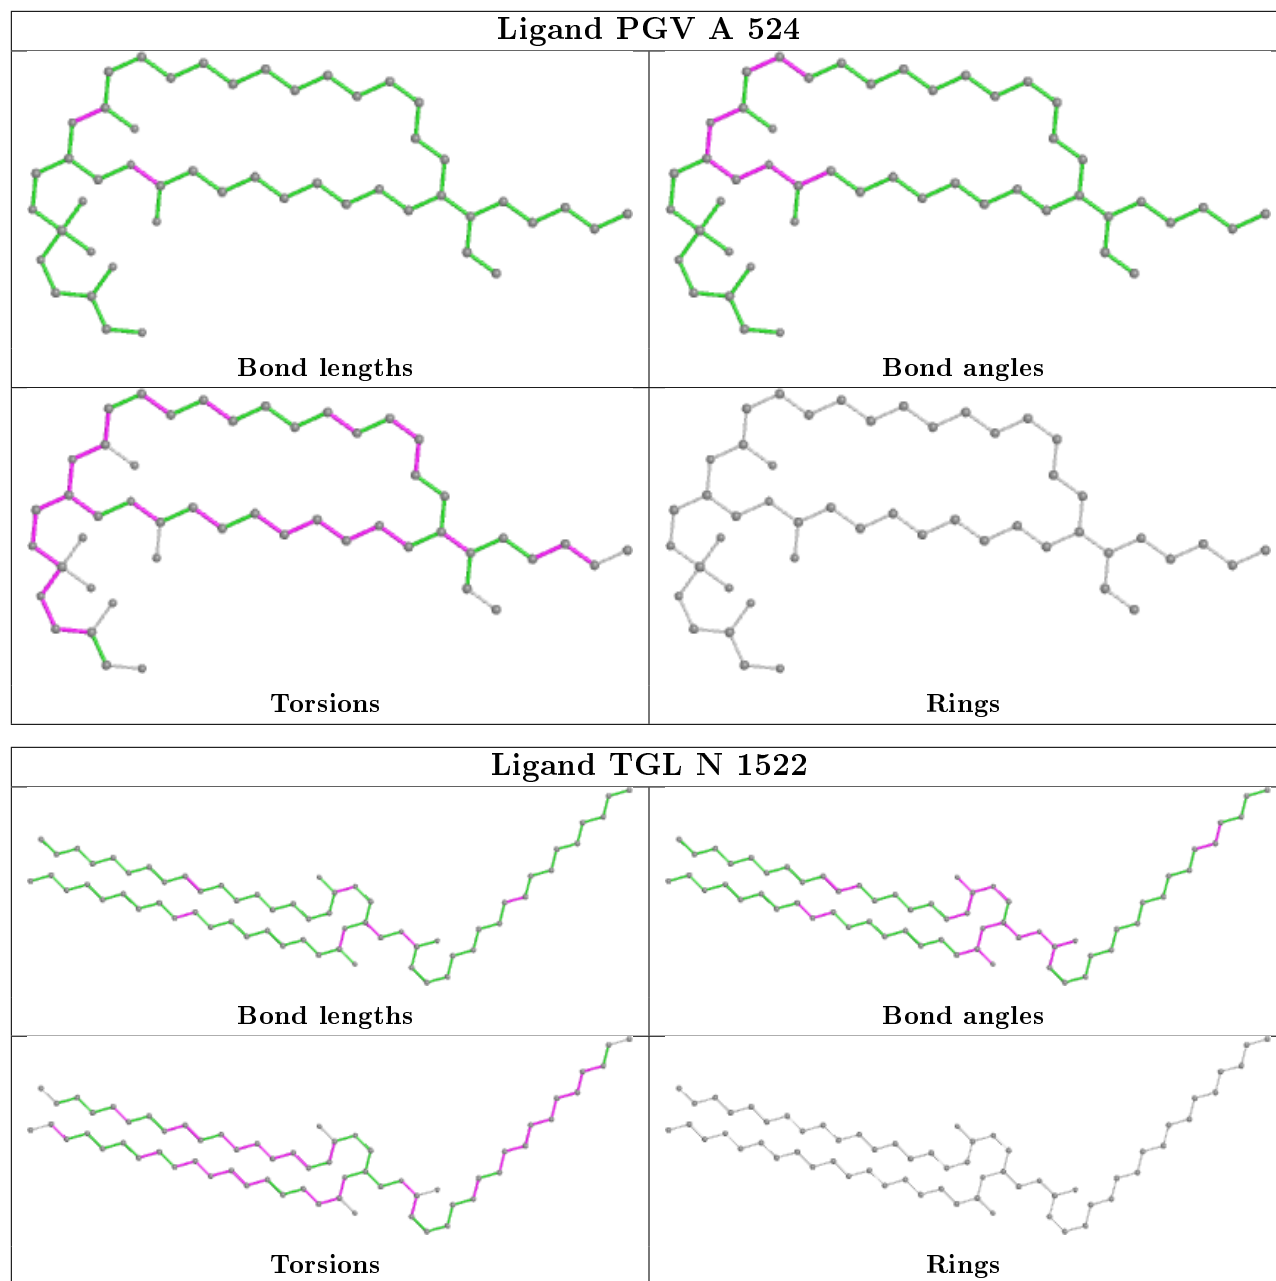 Ligand PGV A 524
Bond lengths
Bond angles
Torsions
Rings
Ligand TGL N 1522
Bond lengths
Bond angles
Torsions
Rings